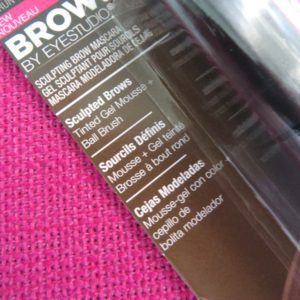 NEW
NOUVEAU
BROW
BY EYESTUDIO
SCULPTING BROW MASCARA
GEL SCULPTANT POUR SOURCILS
MÁSCARA MODELADORA DE CEJAS
Sculpted Brows
Tinted Gel Mousse +
Ball Brush
Sourcils Définis
Mousse + Gel teinté
Brosse à bout rond
Cejas Modeladas
Mousse-gel con color
cepillo de
bolita modelador